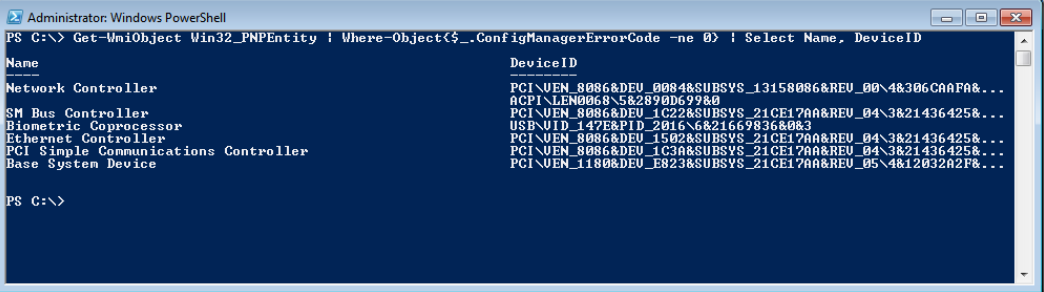 Administrator: Windows PowerShell
PS C:\> Get-WmiObject Win32_PNPEntity | Where-Object{$_.ConfigManagerErrorCode -ne 0} | Select Name, DeviceID
Name DeviceID
---- --------
Network Controller PCI\VEN_8086&DEV_0084&SUBSYS_13158086&REV_00\4&306CAAFA&...
ACPI\LEN0068\5&2890D699&0
SM Bus Controller PCI\VEN_8086&DEV_1C22&SUBSYS_21CE17AA&REV_04\3&21436425&...
Biometric Coprocessor USB\VID_147E&PID_2016\6&21669836&0&3
Ethernet Controller PCI\VEN_8086&DEV_1502&SUBSYS_21CE17AA&REV_04\3&21436425&...
PCI Simple Communications Controller PCI\VEN_8086&DEV_1C3A&SUBSYS_21CE17AA&REV_04\3&21436425&...
Base System Device PCI\VEN_1180&DEV_E823&SUBSYS_21CE17AA&REV_05\4&12032A2F&...
PS C:\>